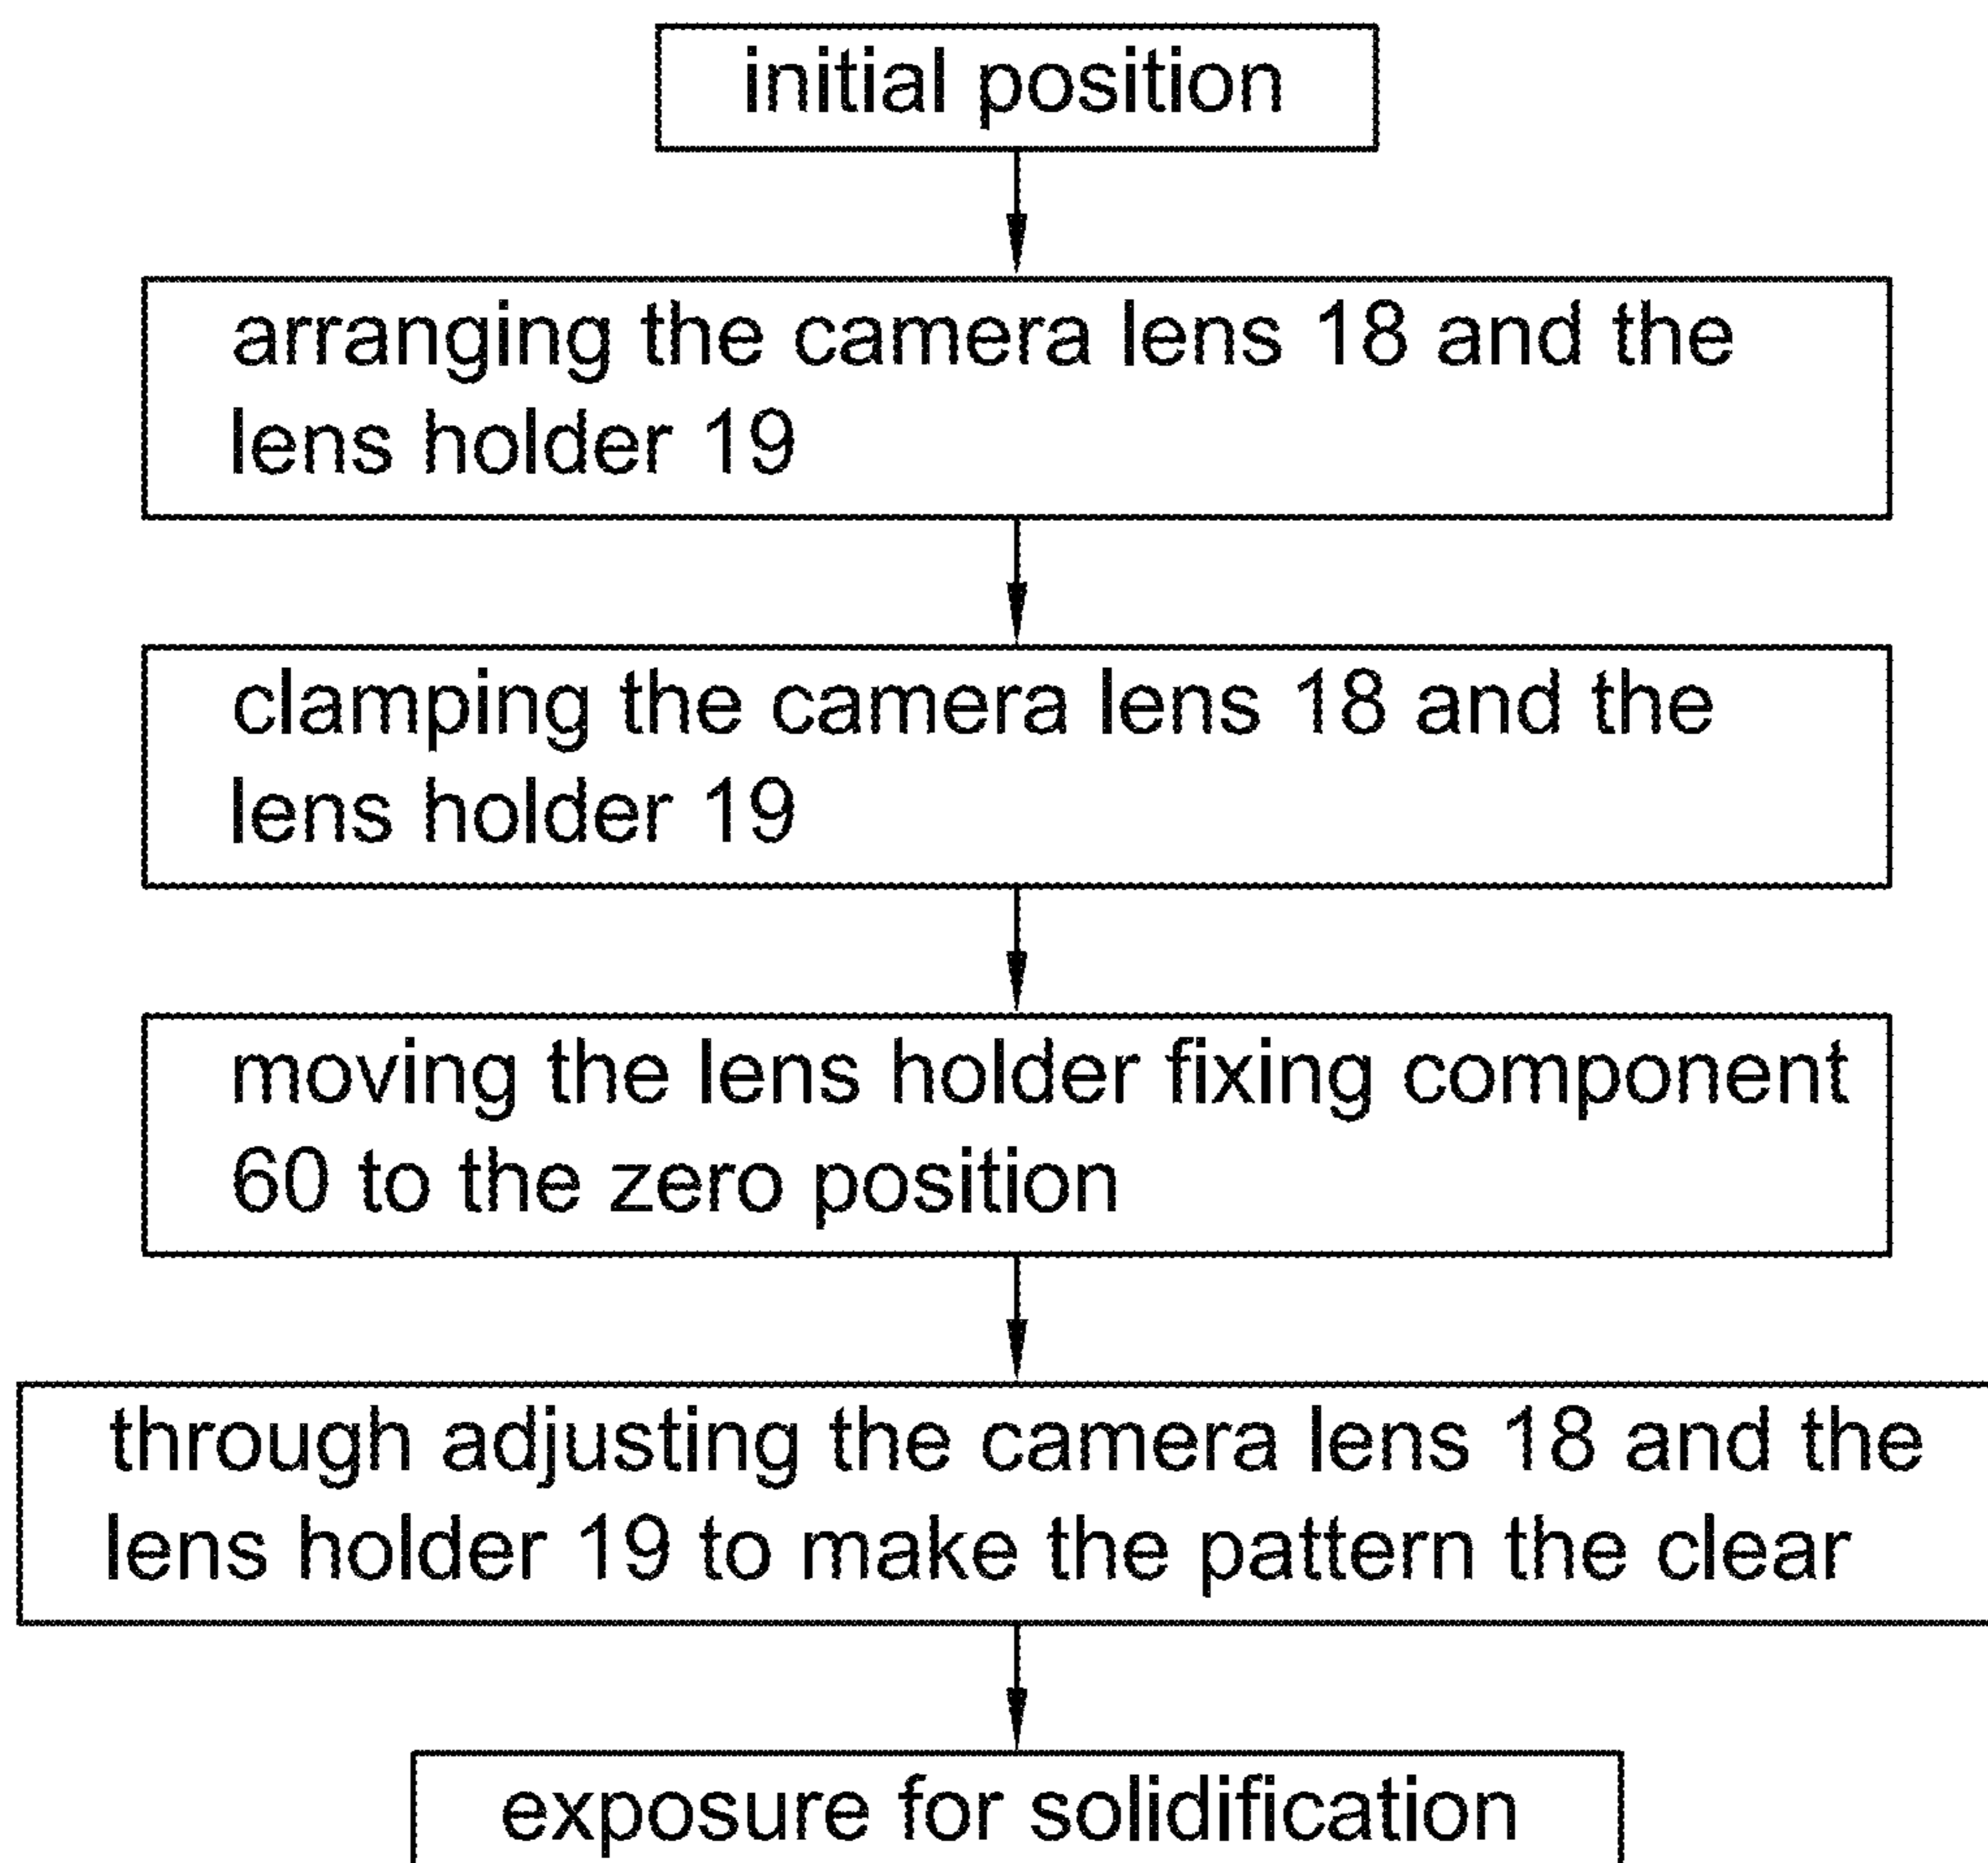 initial position
arranging the camera lens 18 and the
lens holder 19
clamping the camera lens 18 and the
lens holder 19
moving the lens holder fixing component
60 to the zero position
through adjusting the camera lens 18 and the
lens holder 19 to make the pattern the clear
exposure for solidification